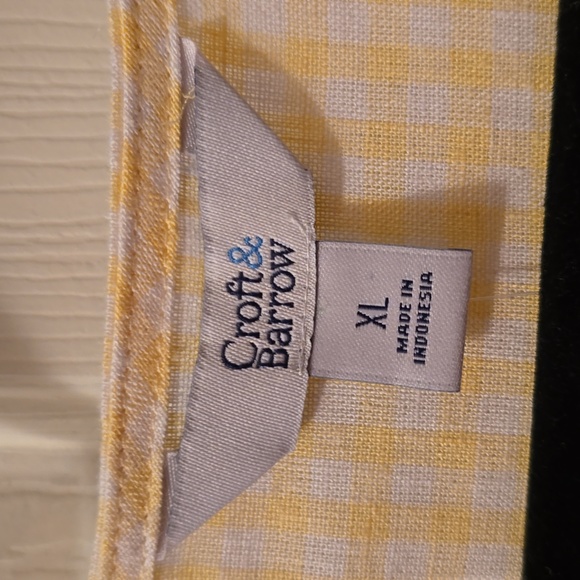 Croft&
Barrow
XL
MADE IN
INDONESIA